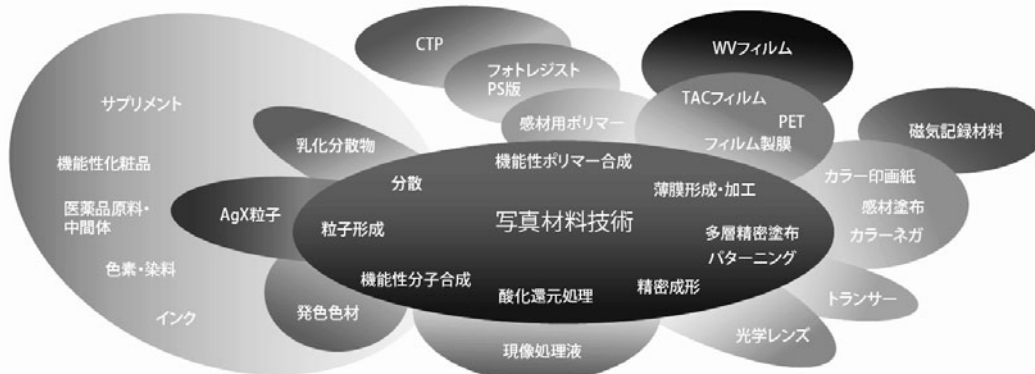 CTP
WVフィルム
フォトレジスト
PS版
サプリメント
TACフィルム
PET
乳化分散物
感材用ポリマー
フィルム製膜
磁気記録材料
機能性化粧品
機能性ポリマー合成
分散
薄膜形成・加工
カラー印画紙
医薬品原料・
中間体
AgX粒子
粒子形成
写真材料技術
感材塗布
多層精密塗布
パターニング
カラーネガ
色素・染料
機能性分子合成
酸化還元処理
精密成形
トランサー
インク
発色色材
光学レンズ
現像処理液